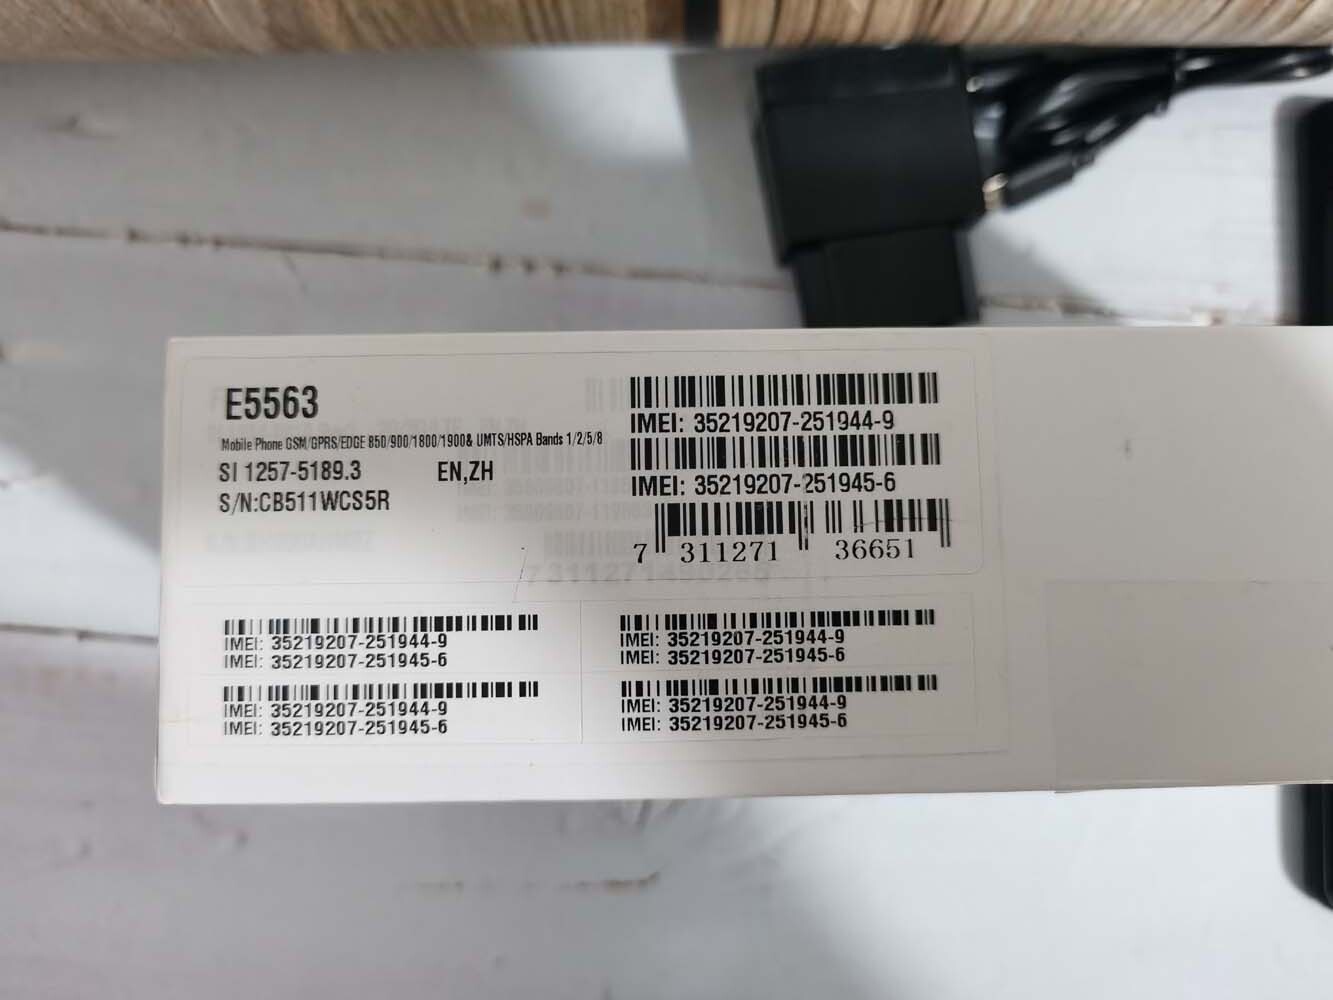 E5563
Mobile Phone GSM/GPRS/EDGE 850/900/1800/1900& UMTS/HSPA Bands 1/2/5/8
SI 1257-5189.3 EN,ZH
S/N:CB511WCS5R
IMEI: 35219207-251944-9
IMEI: 35219207-251945-6
7 311271 36651
IMEI: 35219207-251944-9
IMEI: 35219207-251945-6
IMEI: 35219207-251944-9
IMEI: 35219207-251945-6
IMEI: 35219207-251944-9
IMEI: 35219207-251945-6
IMEI: 35219207-251944-9
IMEI: 35219207-251945-6